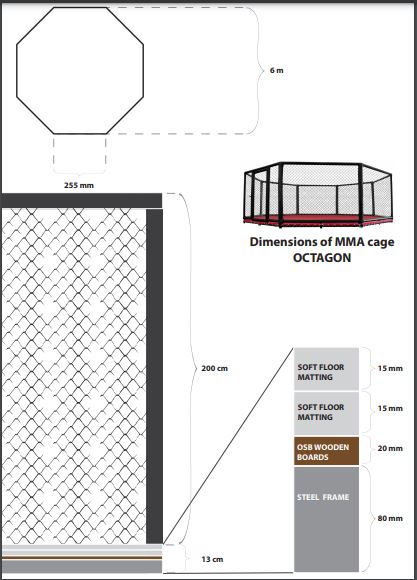 6 m
255 mm
Dimensions of MMA cage
OCTAGON
200 cm
SOFT FLOOR
MATTING
15 mm
SOFT FLOOR
MATTING
15 mm
OSB WOODEN
BOARDS
20 mm
STEEL FRAME
80 mm
13 cm